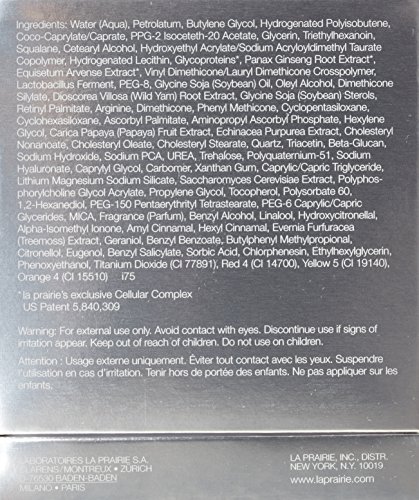 Ingredients: Water (Aqua), Petrolatum, Butylene Glycol, Hydrogenated Polyisobutene,
Coco-Caprylate/Caprate, PPG-2 Isoceteth-20 Acetate, Glycerin, Triethylhexanoin,
Squalane, Cetearyl Alcohol, Hydroxyethyl Acrylate/Sodium Acryloyldimethyl Taurate
Copolymer, Hydrogenated Lecithin, Glycoproteins*, Panax Ginseng Root Extract*,
Equisetum Arvense Extract*, Vinyl Dimethicone/Lauryl Dimethicone Crosspolymer,
Lactobacillus Ferment, PEG-8, Glycine Soja (Soybean) Oil, Oleyl Alcohol, Dimethicone
Silylate, Dioscorea Villosa (Wild Yam) Root Extract, Glycine Soja (Soybean) Sterols,
Retinyl Palmitate, Arginine, Dimethicone, Phenyl Methicone, Cyclopentasiloxane,
Cyclohexasiloxane, Ascorbyl Palmitate, Aminopropyl Ascorbyl Phosphate, Hexylene
Glycol, Carica Papaya (Papaya) Fruit Extract, Echinacea Purpurea Extract, Cholesteryl
Nonanoate, Cholesteryl Oleate, Cholesteryl Stearate, Quartz, Triacetin, Beta-Glucan,
Sodium Hydroxide, Sodium PCA, UREA, Trehalose, Polyquaternium-51, Sodium
Hyaluronate, Caprylyl Glycol, Carbomer, Xanthan Gum, Caprylic/Capric Triglyceride,
Lithium Magnesium Sodium Silicate, Saccharomyces Cerevisiae Extract, Polyphos-
phorylcholine Glycol Acrylate, Propylene Glycol, Tocopherol, Polysorbate 60,
1,2-Hexanediol, PEG-150 Pentaerythrityl Tetrastearate, PEG-6 Caprylic/Capric
Glycerides, MICA, Fragrance (Parfum), Benzyl Alcohol, Linalool, Hydroxycitronellal,
Alpha-Isomethyl Ionone, Amyl Cinnamal, Hexyl Cinnamal, Evernia Furfuracea
(Treemoss) Extract, Geraniol, Benzyl Benzoate, Butylphenyl Methylpropional,
Citronellol, Eugenol, Benzyl Salicylate, Sorbic Acid, Chlorphenesin, Ethylhexylglycerin,
Phenoxyethanol, Titanium Dioxide (CI 77891), Red 4 (CI 14700), Yellow 5 (CI 19140),
Orange 4 (CI 15510) i75
*la prairie's exclusive Cellular Complex
US Patent 5,840,309
Warning: For external use only. Avoid contact with eyes. Discontinue use if signs of
irritation appear. Keep out of reach of children. Do not use on children.
Attention : Usage externe uniquement. Éviter tout contact avec les yeux. Suspendre
l'utilisation en cas d'irritation. Tenir hors de portée des enfants. Ne pas appliquer sur les
enfants.
LABORATOIRES LA PRAIRIE S.A.
CLARENS/MONTREUX • ZURICH
D-76530 BADEN-BADEN
MILANO • PARIS
LA PRAIRIE, INC., DISTR.
NEW YORK, N.Y. 10019
laprairie.com